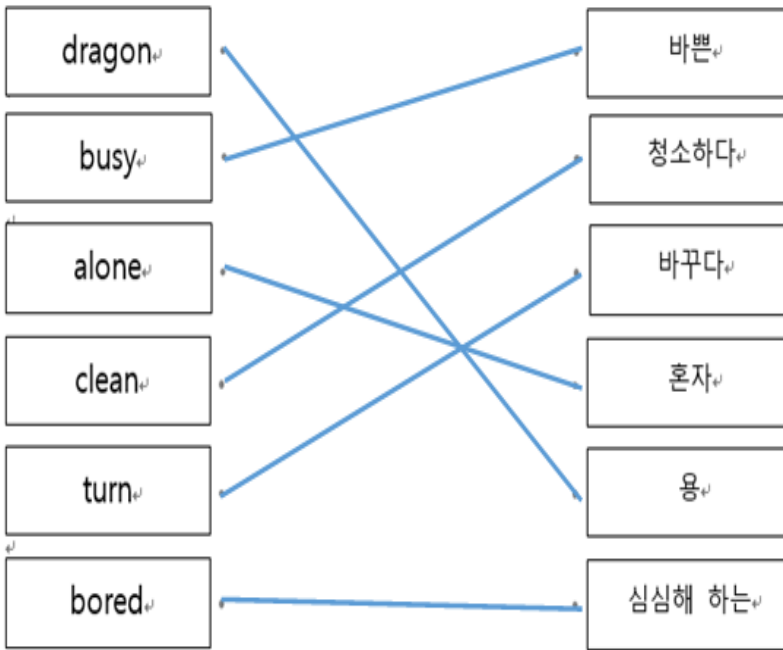 dragon 바쁜
busy 청소하다
alone 바꾸다
clean 혼자
turn 용
bored 심심해 하는